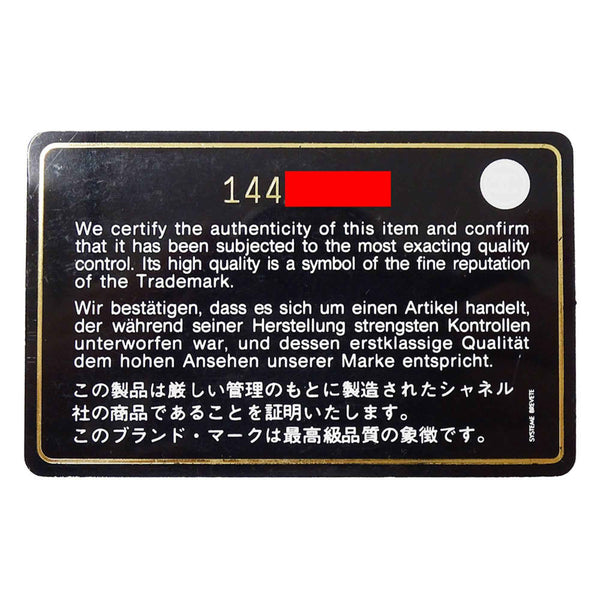 144
We certify the authenticity of this item and confirm
that it has been subjected to the most exacting quality
control. Its high quality is a symbol of the fine reputation
of the Trademark.
Wir bestätigen, dass es sich um einen Artikel handelt,
der während seiner Herstellung strengsten Kontrollen
unterworfen war, und dessen erstklassige Qualität
dem hohen Ansehen unserer Marke entspricht.
この製品は厳しい管理のもとに製造されたシャネル
社の商品であることを証明いたします。
このブランド・マークは最高級品質の象徴です。
SYSTEME BREVETE